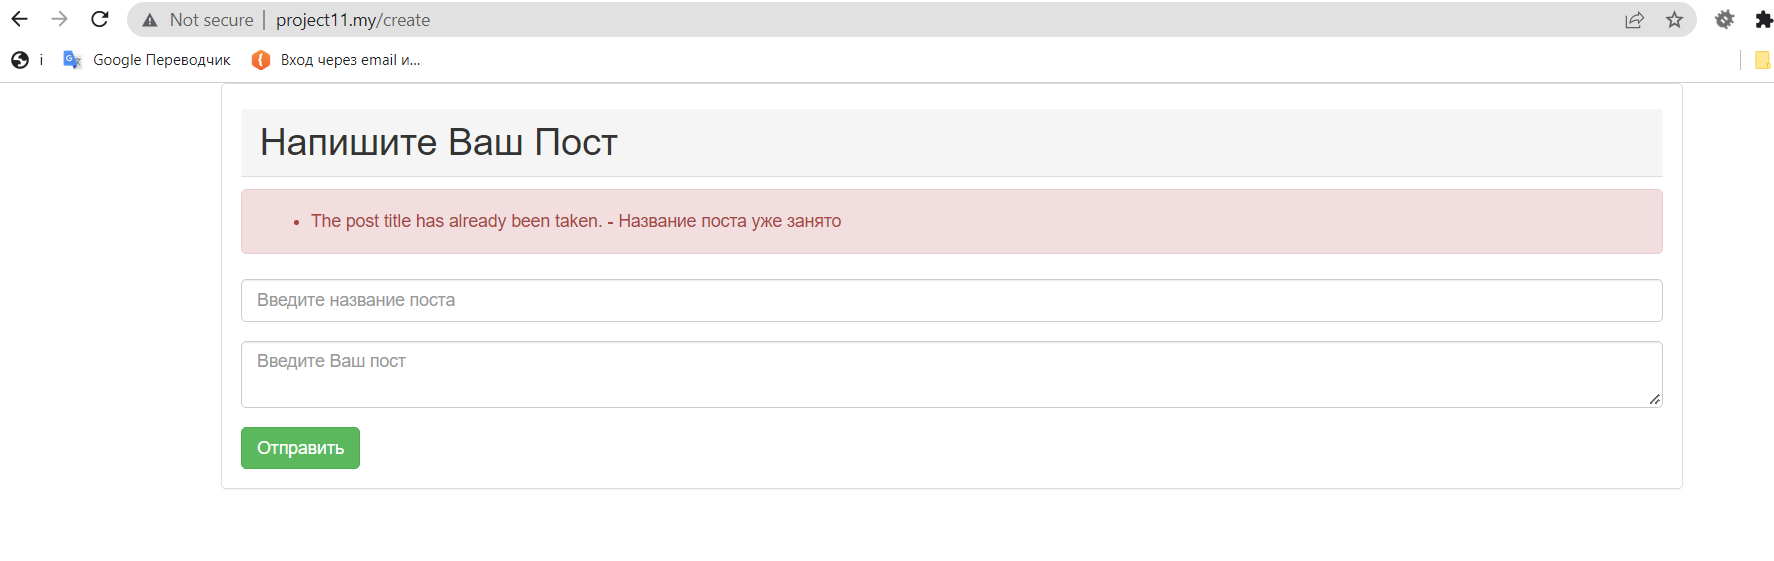 Not secure | project11.my/create
i Google Переводчик Вход через email и...
Напишите Ваш Пост
The post title has already been taken. - Название поста уже занято
Введите название поста
Введите Ваш пост
Отправить